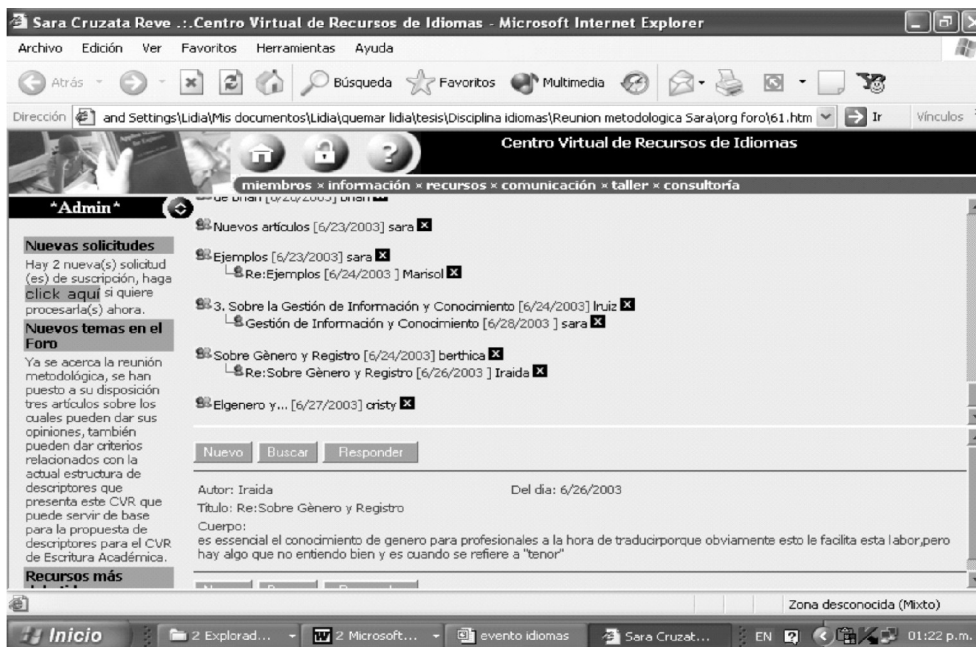 Sara Cruzata Reve .:.Centro Virtual de Recursos de Idiomas - Microsoft Internet Explorer
Archivo Edición Ver Favoritos Herramientas Ayuda
Atrás Búsqueda Favoritos Multimedia
Dirección and Settings\Lidia\Mis documentos\Lidia\quemar lidia\tesis\Disciplina idiomas\Reunion metodologica Sara\org foro\61.htm Ir Vínculos
Centro Virtual de Recursos de Idiomas
miembros × información × recursos × comunicación × taller × consultoría
*Admin*
Nuevas solicitudes
Hay 2 nueva(s) solicitud
(es) de suscripción, haga
click aquí si quiere
procesarla(s) ahora.
Nuevos temas en el
Foro
Ya se acerca la reunión
metodológica, se han
puesto a su disposición
tres artículos sobre los
cuales pueden dar sus
opiniones, también
pueden dar criterios
relacionados con la
actual estructura de
descriptores que
presenta este CVR que
puede servir de base
para la propuesta de
descriptores para el CVR
de Escritura Académica.
Recursos más
de brian [6/20/2003] brian
Nuevos artículos [6/23/2003] sara
Ejemplos [6/23/2003] sara
Re:Ejemplos [6/24/2003 ] Marisol
3. Sobre la Gestión de Información y Conocimiento [6/24/2003] lruiz
Gestión de Información y Conocimiento [6/28/2003 ] sara
Sobre Gènero y Registro [6/24/2003] berthica
Re:Sobre Gènero y Registro [6/26/2003 ] Iraida
Elgenero y... [6/27/2003] cristy
Nuevo Buscar Responder
Autor: Iraida Del dia: 6/26/2003
Título: Re:Sobre Gènero y Registro
Cuerpo:
es essencial el conocimiento de genero para profesionales a la hora de traducirporque obviamente esto le facilita esta labor,pero
hay algo que no entiendo bien y es cuando se refiere a "tenor"
Zona desconocida (Mixto)
Inicio 2 Explorad... 2 Microsoft... evento idiomas Sara Cruzat... EN 01:22 p.m.